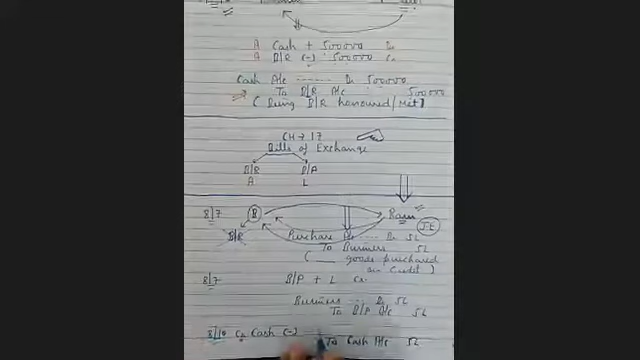 A Cash + 500000 Dr
A B/R (-) 500000 Cr
Cash A/c ........ Dr 500000
To B/R A/c 500000
( Being B/R honoured/Met )
CH → 17
Bills of Exchange
B/R B/P
A L
8/7 B Ram
B/R J.E
Purchase A/c ..... Dr 5L
To Business 5L
( goods purchased
on Credit )
8/7 B/P + L Cr
Business .... Dr 5L
To B/P A/c 5L
8/10 Cr Cash (-)
To Cash A/c 5L